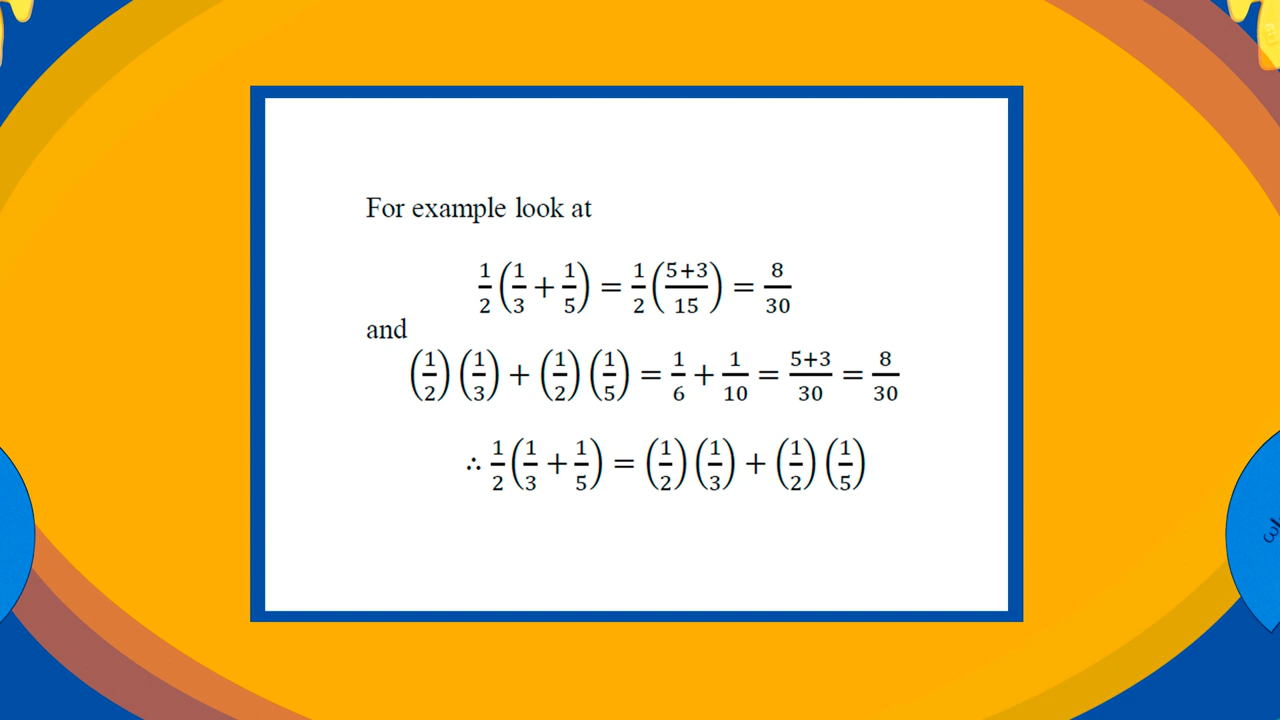 For example look at
1/2 (1/3 + 1/5) = 1/2 ((5+3)/15) = 8/30
and
(1/2)(1/3) + (1/2)(1/5) = 1/6 + 1/10 = (5+3)/30 = 8/30
∴ 1/2 (1/3 + 1/5) = (1/2)(1/3) + (1/2)(1/5)